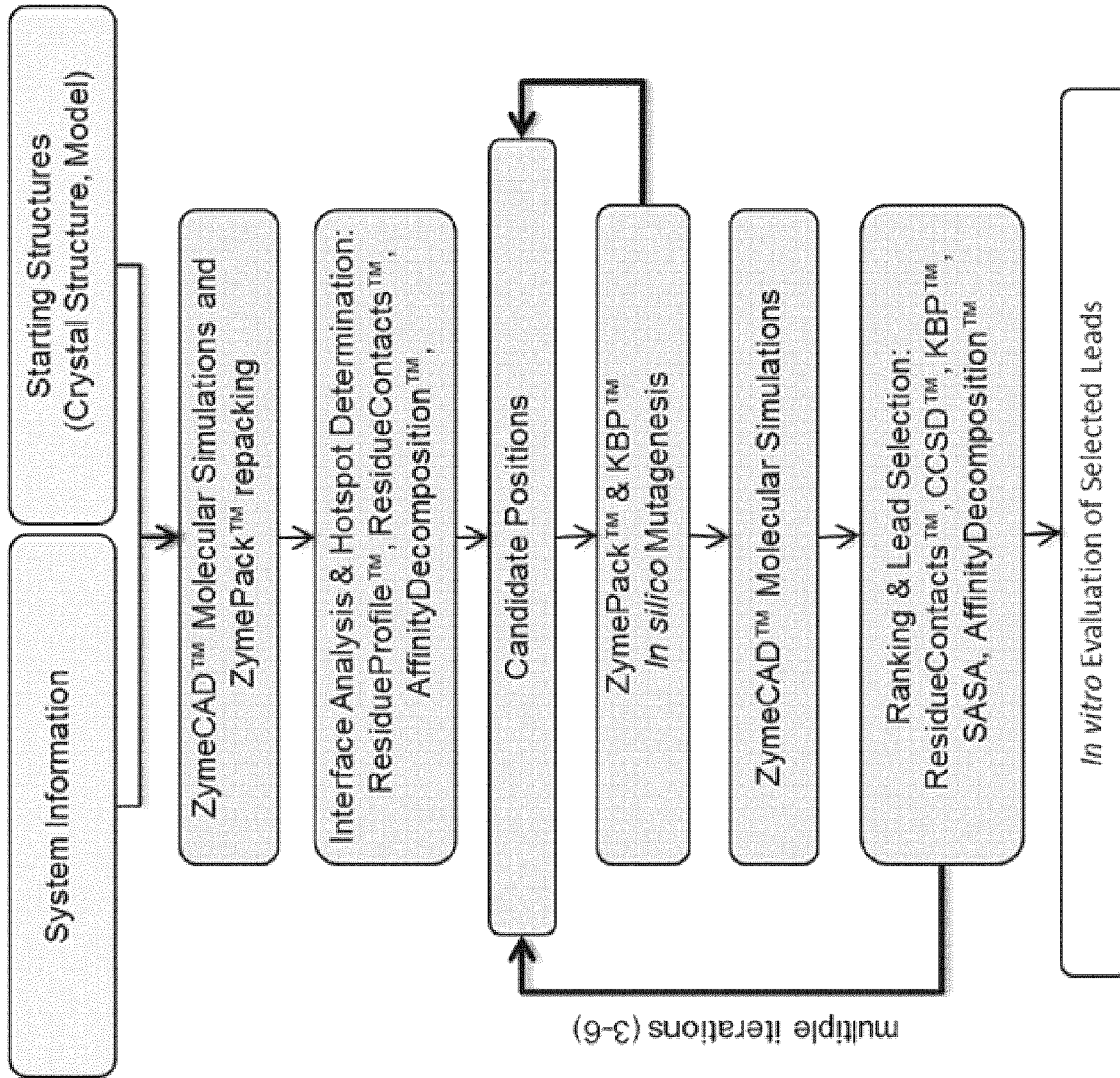 System Information
Starting Structures
(Crystal Structure, Model)
ZymeCAD™ Molecular Simulations and
ZymePack™ repacking
Interface Analysis & Hotspot Determination:
ResidueProfile™, ResidueContacts™,
AffinityDecomposition™,
Candidate Positions
ZymePack™ & KBP™
In silico Mutagenesis
ZymeCAD™ Molecular Simulations
Ranking & Lead Selection:
ResidueContacts™, CCSD™, KBP™,
SASA, AffinityDecomposition™
multiple iterations (3-6)
In vitro Evaluation of Selected Leads